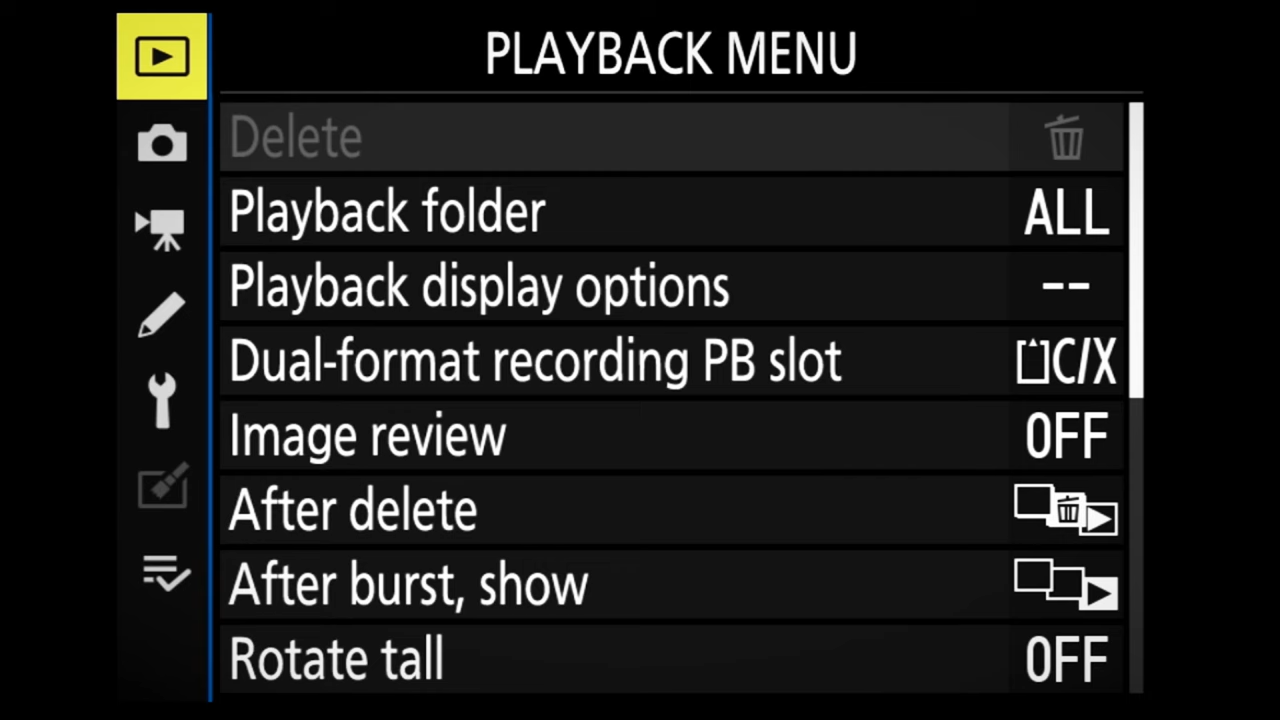 PLAYBACK MENU
Delete
Playback folder ALL
Playback display options --
Dual-format recording PB slot C/X
Image review OFF
After delete
After burst, show
Rotate tall OFF